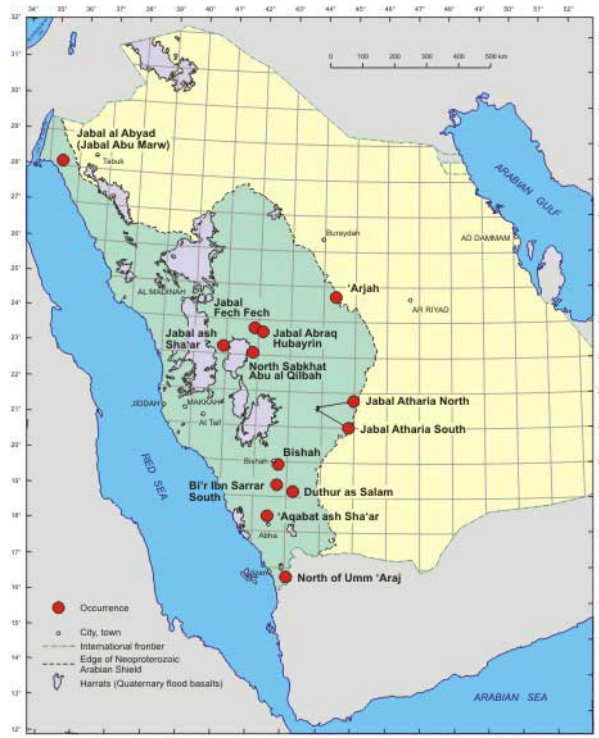 34° 35° 36° 37° 38° 39° 40° 41° 42° 43° 44° 45° 46° 47° 48° 49° 50° 51° 52°
32°
31°
30°
29°
28°
27°
26°
25°
24°
23°
22°
21°
20°
19°
18°
17°
16°
15°
14°
13°
12°
0 100 200 300 400 500 km
Jabal al Abyad
(Jabal Abu Marw)
Tabuk
ARABIAN GULF
Buraydah
AD DAMMAM
AL MADINAH
'Arjah
AR RIYAD
Jabal
Fech Fech
Jabal ash
Sha'ar
Jabal Abraq
Hubayrin
North Sabkhat
Abu al Qilbah
JIDDAH
MAKKAH
At Taif
Jabal Atharia North
Jabal Atharia South
RED SEA
Bishah
Bishah
Bi'r Ibn Sarrar
South
Duthur as Salam
'Aqabat ash Sha'ar
Abha
North of Umm 'Araj
Occurrence
City, town
International frontier
Edge of Neoproterozoic
Arabian Shield
Harrats (Quaternary flood basalts)
ARABIAN SEA